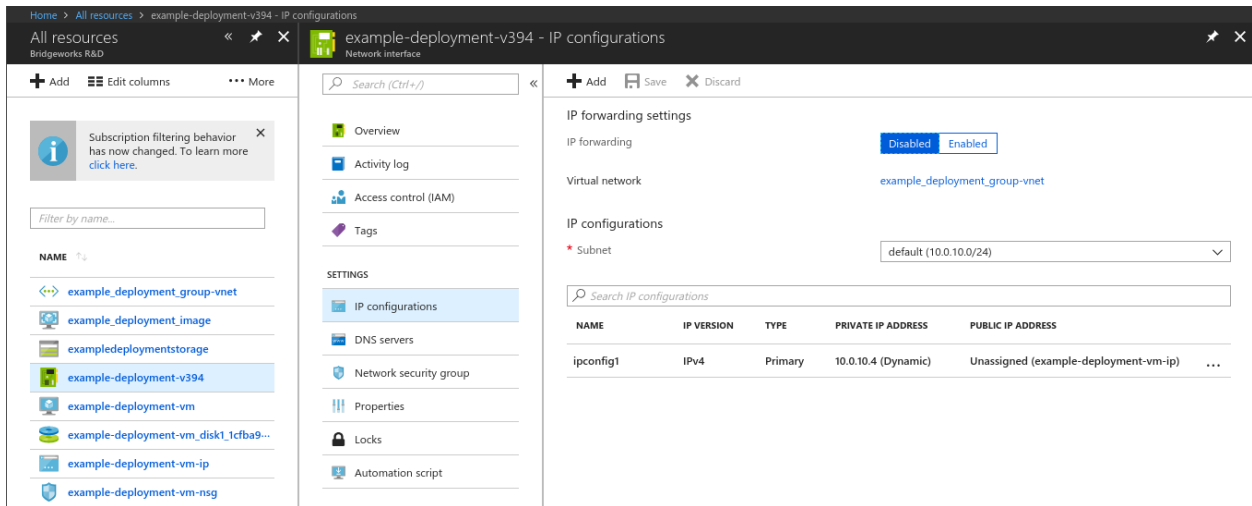 Home > All resources > example-deployment-v394 - IP configurations
All resources
Bridgeworks R&D
Add Edit columns ••• More
Subscription filtering behavior
has now changed. To learn more
click here.
Filter by name...
NAME
example_deployment_group-vnet
example_deployment_image
exampledeploymentstorage
example-deployment-v394
example-deployment-vm
example-deployment-vm_disk1_1cfba9···
example-deployment-vm-ip
example-deployment-vm-nsg
example-deployment-v394 - IP configurations
Network interface
Search (Ctrl+/)
Overview
Activity log
Access control (IAM)
Tags
SETTINGS
IP configurations
DNS servers
Network security group
Properties
Locks
Automation script
Add Save Discard
IP forwarding settings
IP forwarding Disabled Enabled
Virtual network example_deployment_group-vnet
IP configurations
* Subnet default (10.0.10.0/24)
Search IP configurations
NAME IP VERSION TYPE PRIVATE IP ADDRESS PUBLIC IP ADDRESS
ipconfig1 IPv4 Primary 10.0.10.4 (Dynamic) Unassigned (example-deployment-vm-ip) ...